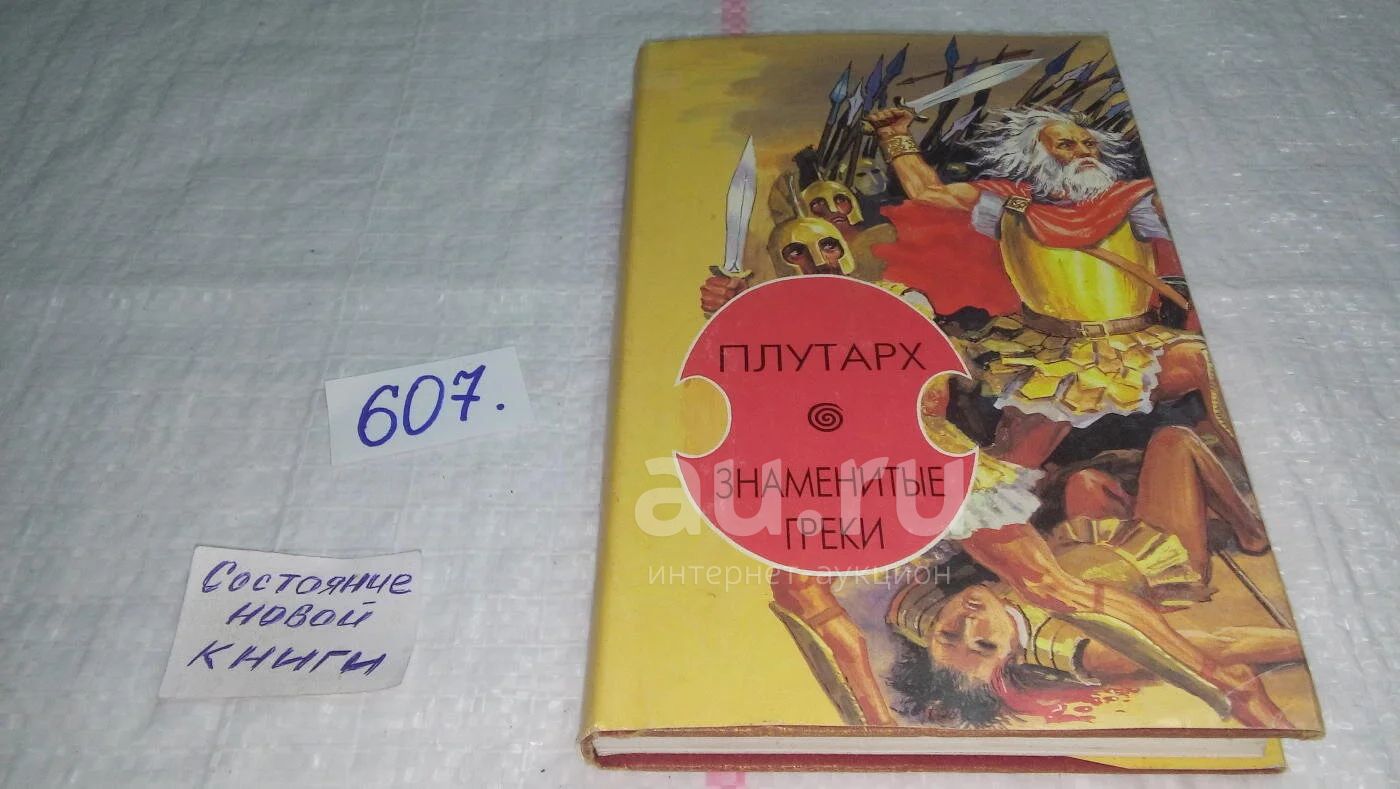 607.
Состояние
новой
книги
ПЛУТАРХ
ЗНАМЕНИТЫЕ
ГРЕКИ
au.ru
интернет аукцион